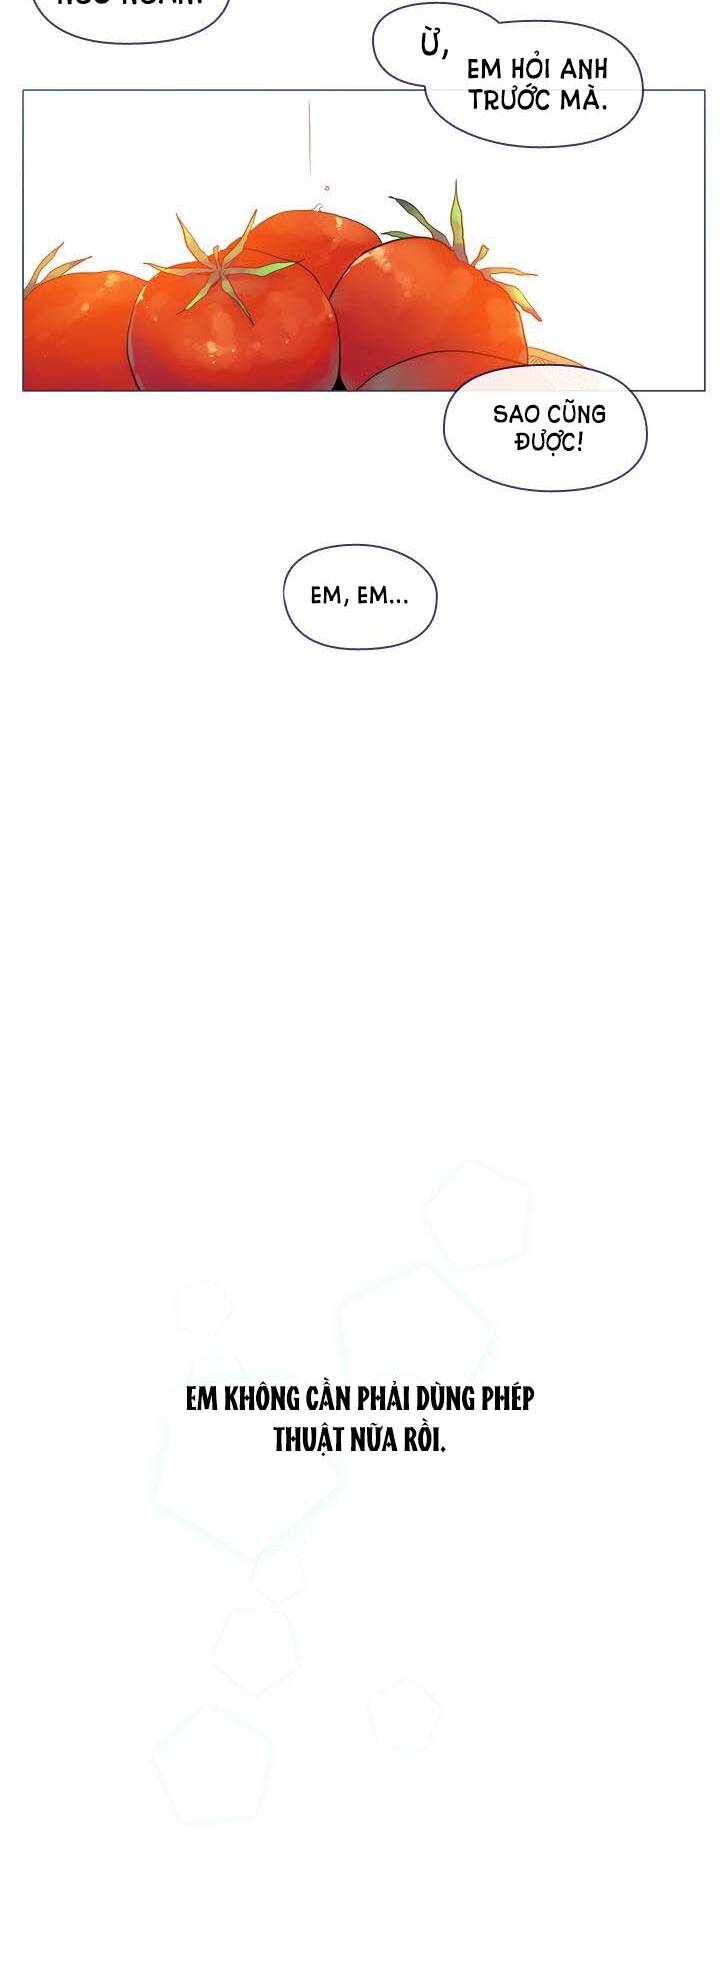 Ừ,
EM HỎI ANH
TRƯỚC MÀ.
SAO CŨNG
ĐƯỢC!
EM, EM...
EM KHÔNG CẦN PHẢI DÙNG PHÉP
THUẬT NỮA RỒI.